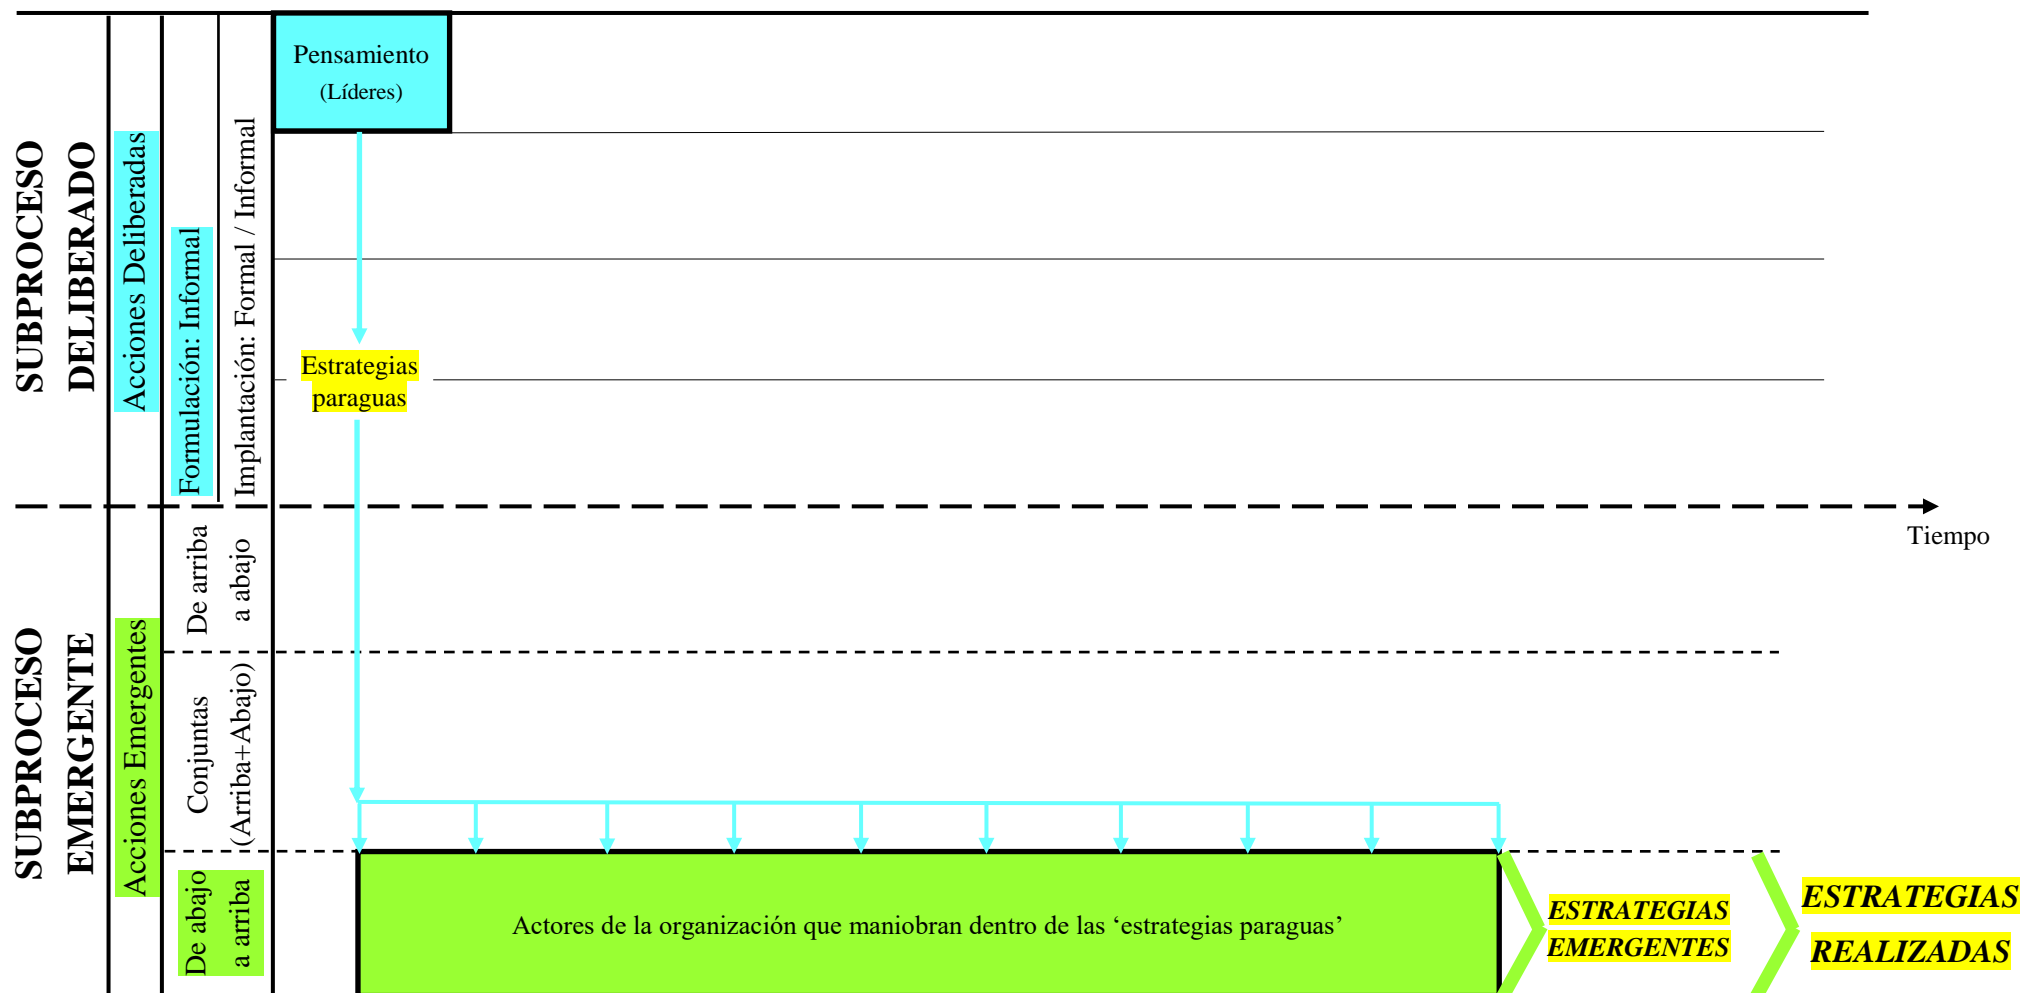 SUBPROCESO
DELIBERADO
Acciones Deliberadas
Formulación: Informal
Implantación: Formal / Informal
Pensamiento
(Líderes)
Estrategias
paraguas
Tiempo
SUBPROCESO
EMERGENTE
Acciones Emergentes
De arriba
a abajo
Conjuntas
(Arriba+Abajo)
De abajo
a arriba
Actores de la organización que maniobran dentro de las ‘estrategias paraguas’
ESTRATEGIAS
EMERGENTES
ESTRATEGIAS
REALIZADAS